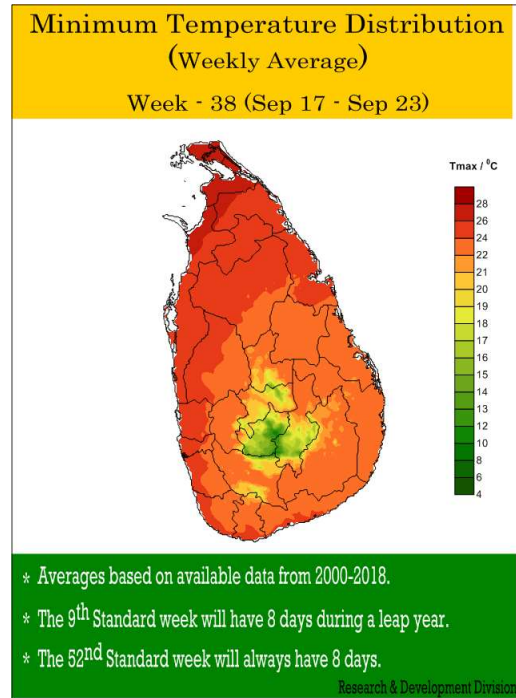 Minimum Temperature Distribution
(Weekly Average)
Week - 38 (Sep 17 - Sep 23)
Tmax / ⁰C
28
26
24
22
21
20
19
18
17
16
15
14
13
12
10
8
6
4
* Averages based on available data from 2000-2018.
* The 9th Standard week will have 8 days during a leap year.
* The 52nd Standard week will always have 8 days.
Research & Development Division